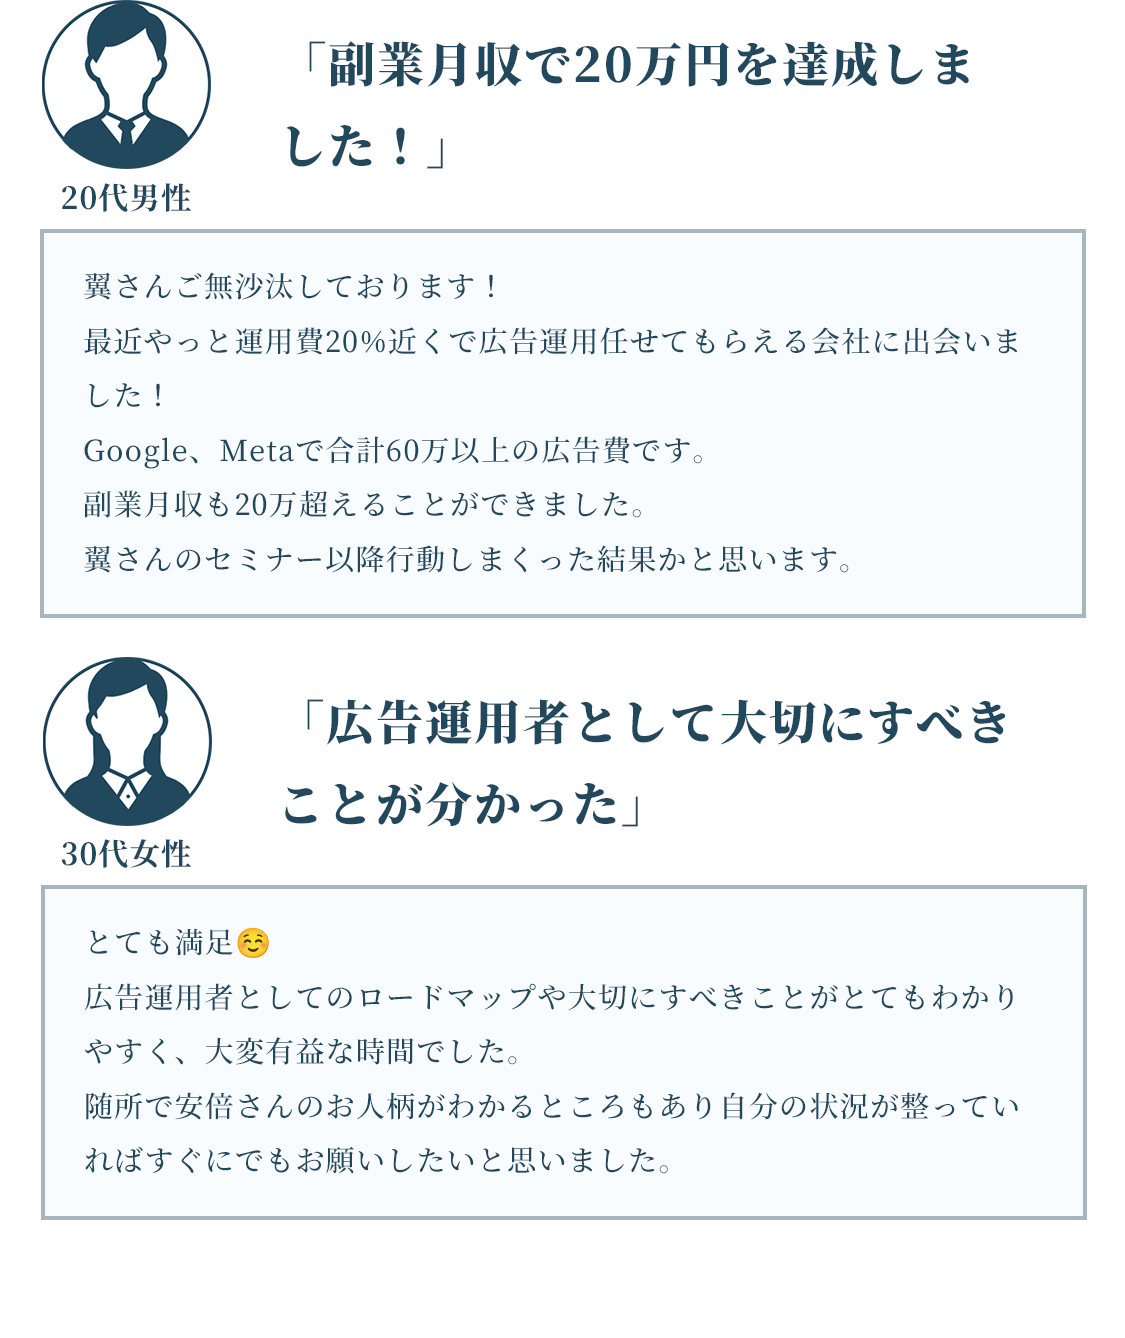 「副業月収で20万円を達成しま
した！」
20代男性
翼さんご無沙汰しております！
最近やっと運用費20%近くで広告運用任せてもらえる会社に出会いま
した！
Google、Metaで合計60万以上の広告費です。
副業月収も20万超えることができました。
翼さんのセミナー以降行動しまくった結果かと思います。
「広告運用者として大切にすべき
ことが分かった」
30代女性
とても満足☺️
広告運用者としてのロードマップや大切にすべきことがとてもわかり
やすく、大変有益な時間でした。
随所で安倍さんのお人柄がわかるところもあり自分の状況が整ってい
ればすぐにでもお願いしたいと思いました。